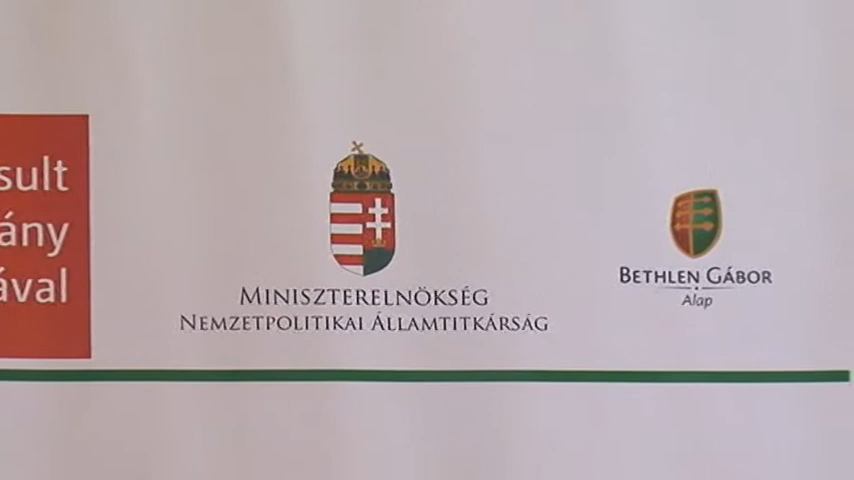 sult
ány
ával
MINISZTERELNÖKSÉG
NEMZETPOLITIKAI ÁLLAMTITKÁRSÁG
BETHLEN GÁBOR
Alap